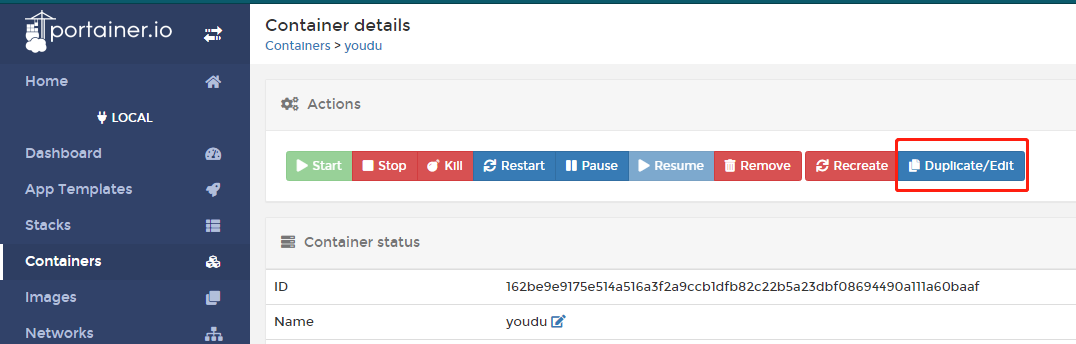 portainer.io
Home
LOCAL
Dashboard
App Templates
Stacks
Containers
Images
Networks
Container details
Containers > youdu
Actions
Start Stop Kill Restart Pause Resume Remove Recreate Duplicate/Edit
Container status
ID 162be9e9175e514a516a3f2a9ccb1dfb82c22b5a23dbf08694490a111a60baaf
Name youdu